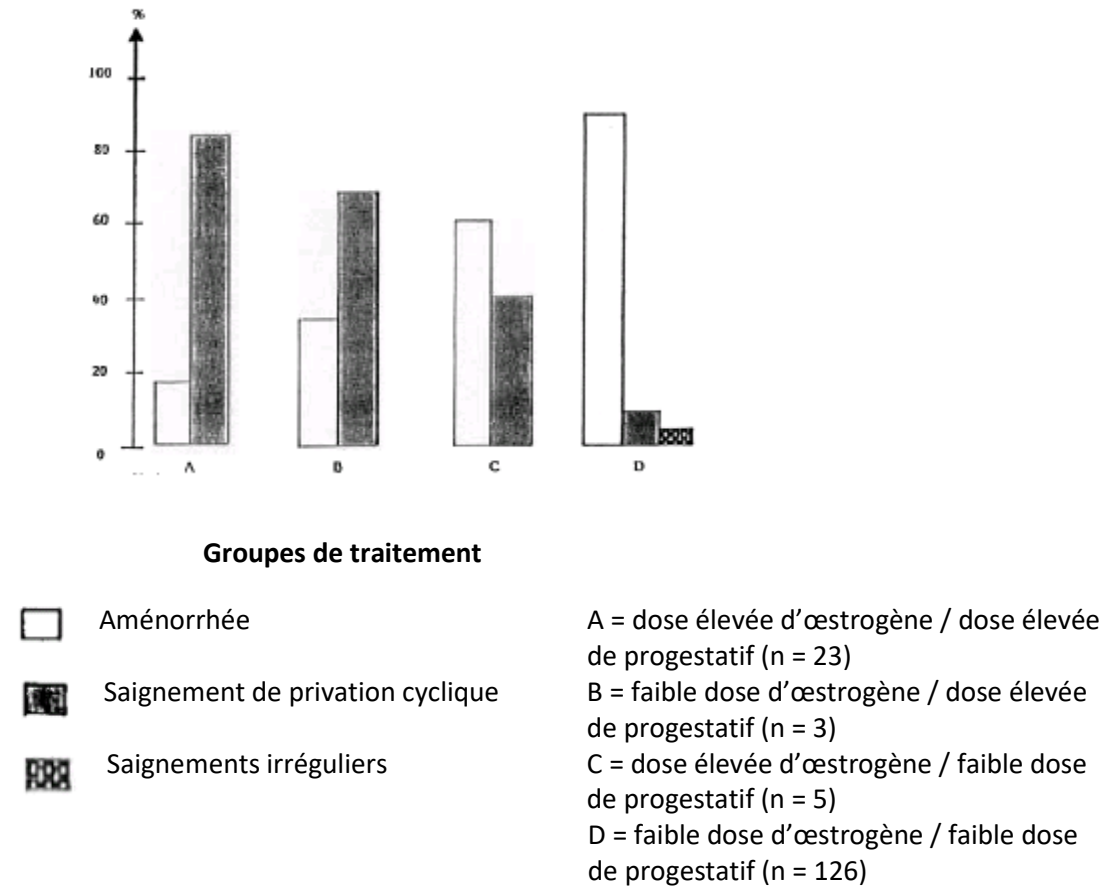 %
100
80
60
40
20
0
A B C D
Groupes de traitement
Aménorrhée
Saignement de privation cyclique
Saignements irréguliers
A = dose élevée d’œstrogène / dose élevée
de progestatif (n = 23)
B = faible dose d’œstrogène / dose élevée
de progestatif (n = 3)
C = dose élevée d’œstrogène / faible dose
de progestatif (n = 5)
D = faible dose d’œstrogène / faible dose
de progestatif (n = 126)